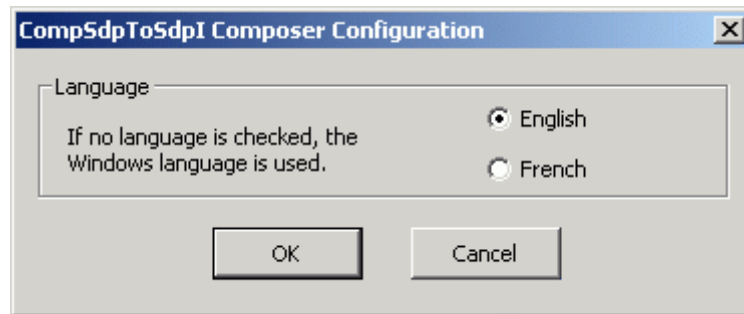 CompSdpToSdpI Composer Configuration
Language
If no language is checked, the
Windows language is used.
English
French
OK
Cancel